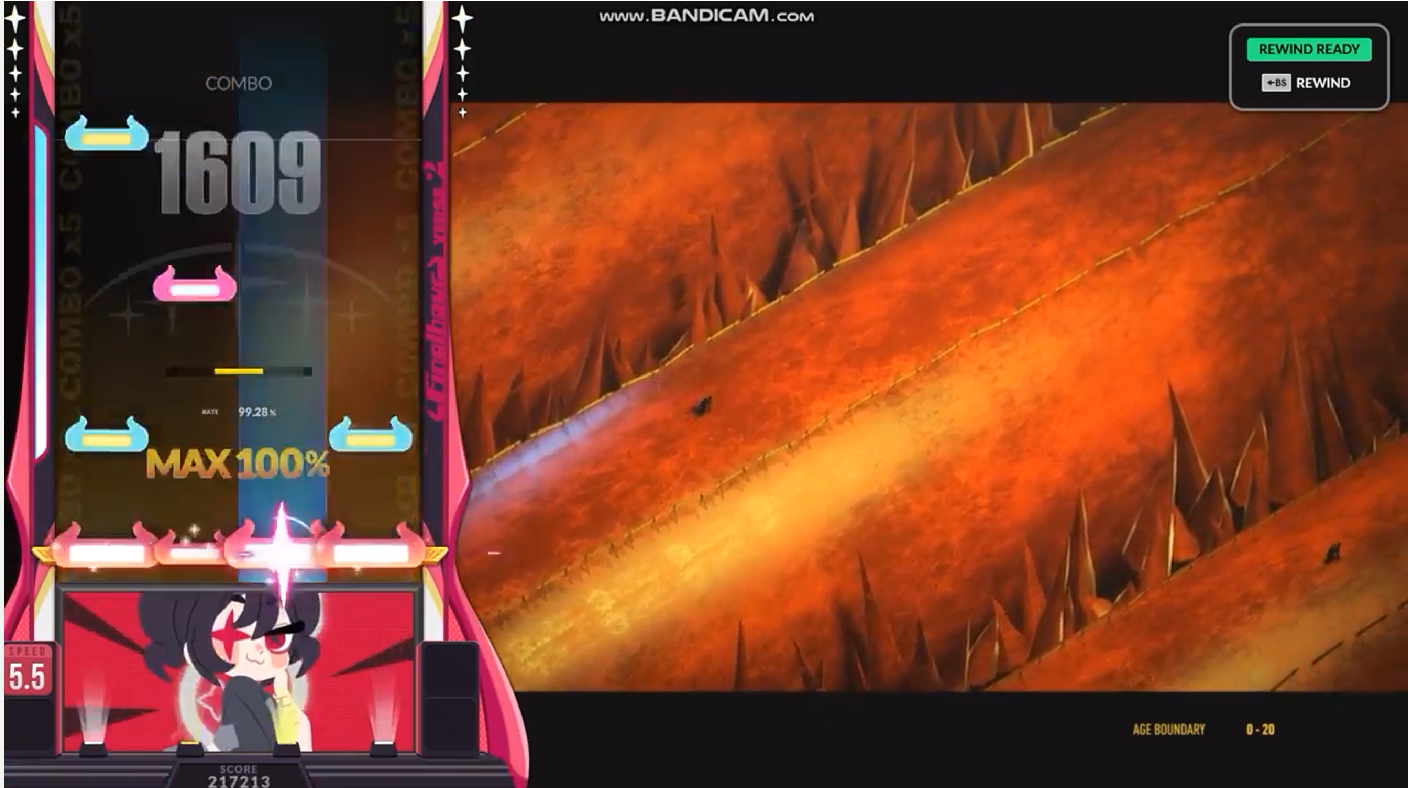 www.BANDICAM.com
REWIND READY
←BS REWIND
COMBO
1609
COMBO x5
COMBO x5
RATE 99.28%
MAX 100%
SPEED
5.5
SCORE
217213
AGE BOUNDARY 0 - 20